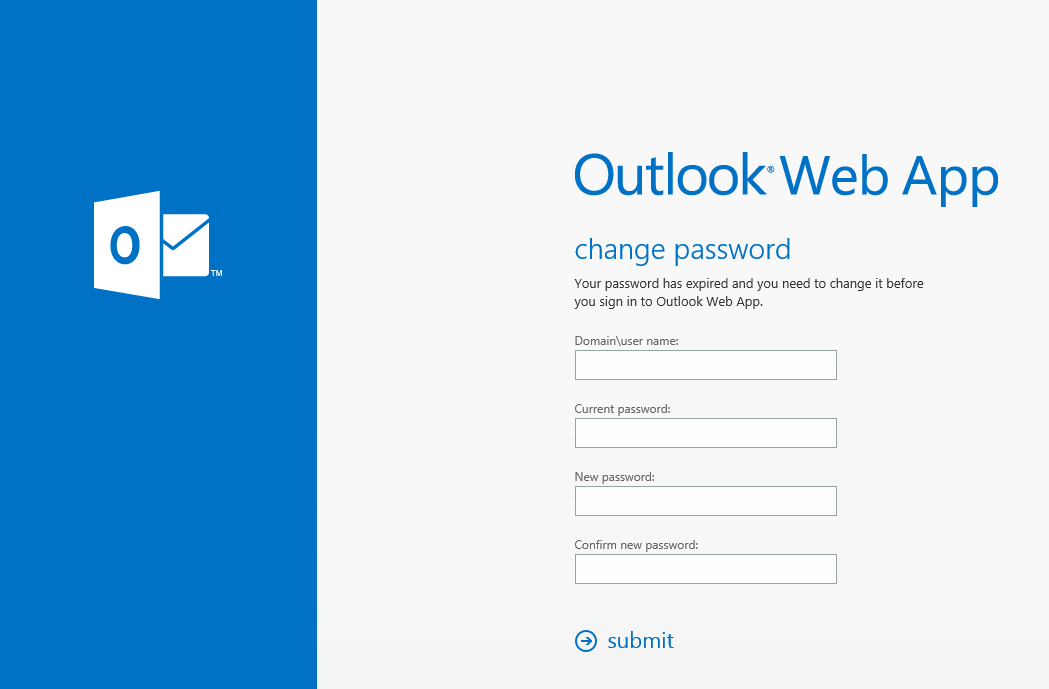 O
TM
Outlook® Web App
change password
Your password has expired and you need to change it before
you sign in to Outlook Web App.
Domain\user name:
Current password:
New password:
Confirm new password:
submit